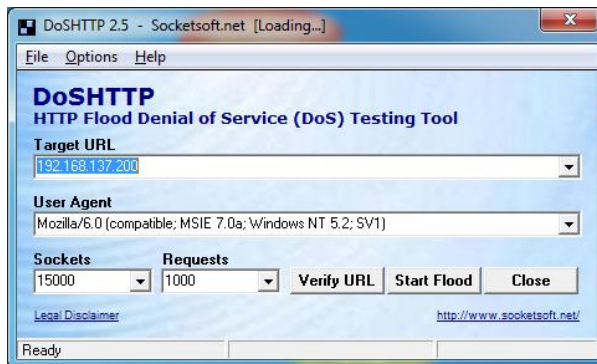 DoSHTTP 2.5 - Socketsoft.net [Loading...]
File Options Help
DoSHTTP
HTTP Flood Denial of Service (DoS) Testing Tool
Target URL
192.168.137.200
User Agent
Mozilla/6.0 (compatible; MSIE 7.0a; Windows NT 5.2; SV1)
Sockets Requests
15000 1000 Verify URL Start Flood Close
Legal Disclaimer http://www.socketsoft.net/
Ready